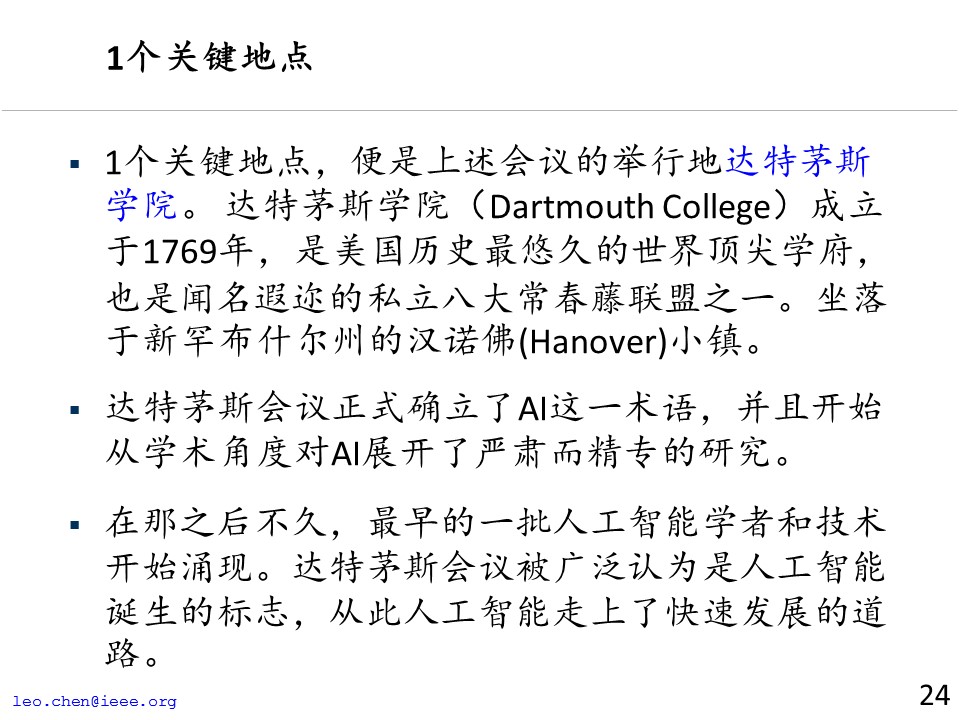 1个关键地点
1个关键地点，便是上述会议的举行地达特茅斯
学院。 达特茅斯学院（Dartmouth College）成立
于1769年，是美国历史最悠久的世界顶尖学府，
也是闻名遐迩的私立八大常春藤联盟之一。坐落
于新罕布什尔州的汉诺佛(Hanover)小镇。
达特茅斯会议正式确立了AI这一术语，并且开始
从学术角度对AI展开了严肃而精专的研究。
在那之后不久，最早的一批人工智能学者和技术
开始涌现。达特茅斯会议被广泛认为是人工智能
诞生的标志，从此人工智能走上了快速发展的道
路。
leo.chen@ieee.org
24